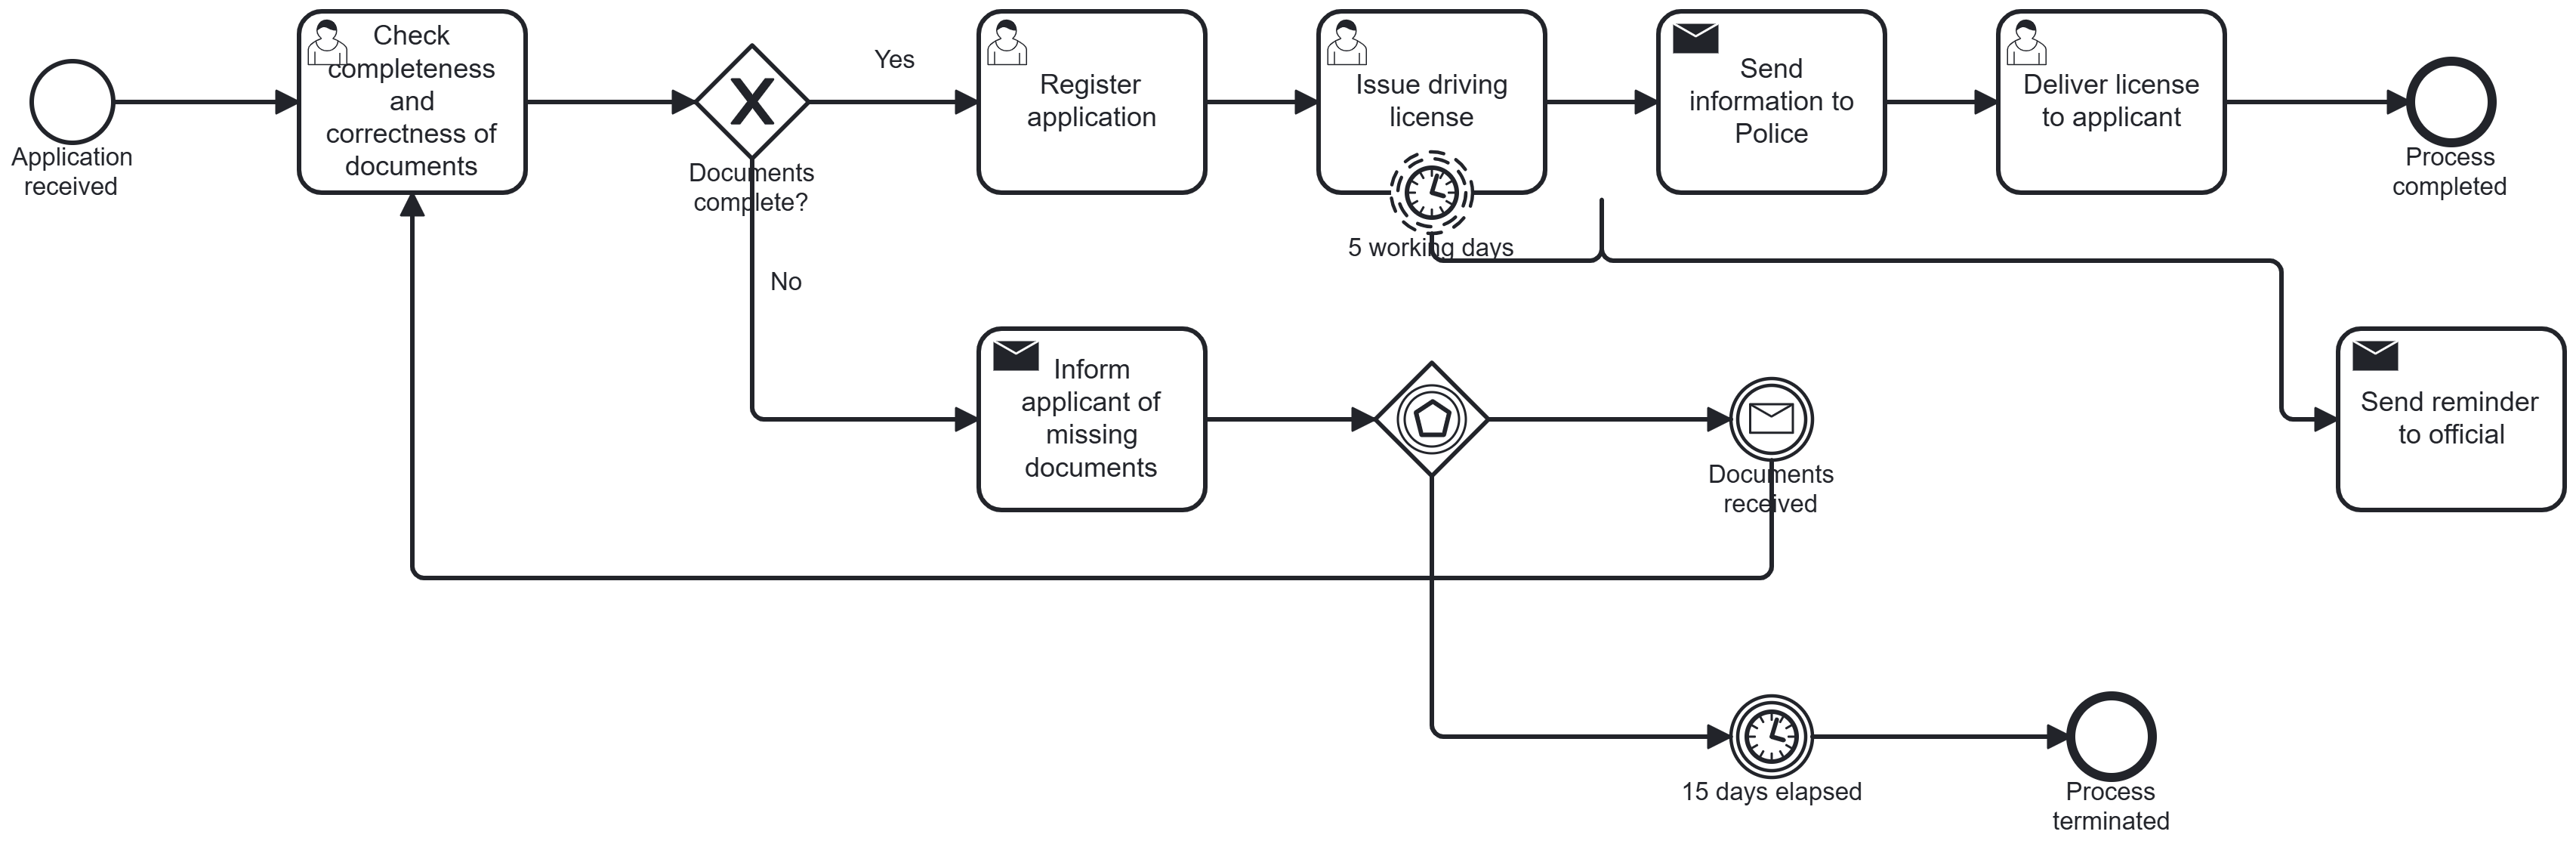 Application
received
Check
completeness
and
correctness of
documents
Documents
complete?
Yes
No
Register
application
Issue driving
license
5 working days
Send
information to
Police
Deliver license
to applicant
Process
completed
Inform
applicant of
missing
documents
Documents
received
Send reminder
to official
15 days elapsed
Process
terminated